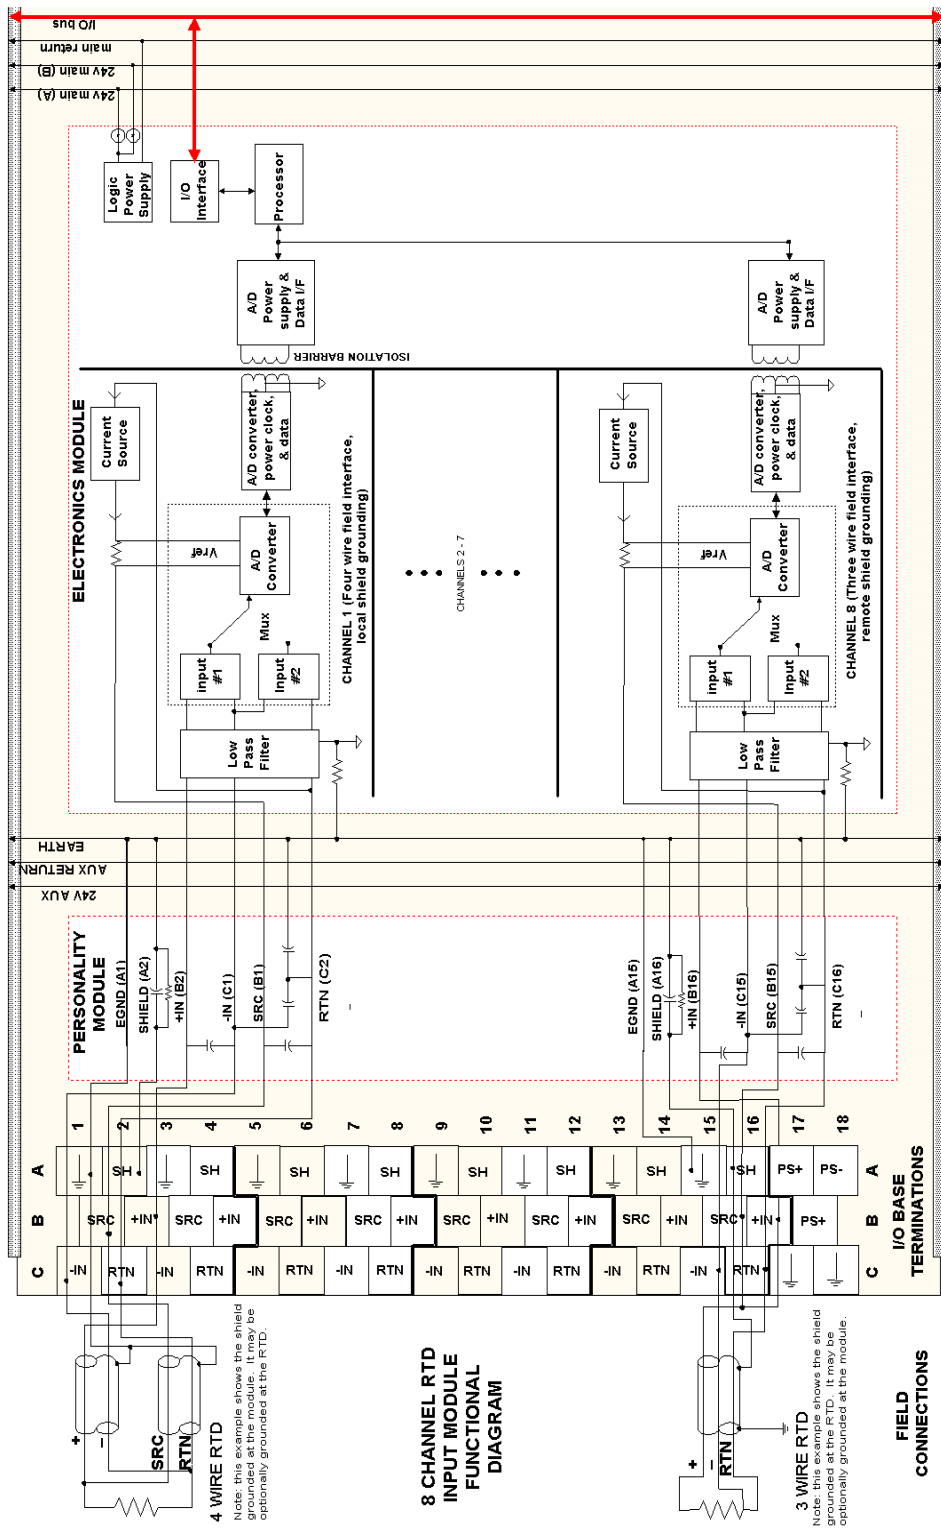 I/O bus
main return
24v main (B)
24v main (A)
Logic
Power
Supply
I/O
Interface
Processor
A/D
Power
supply &
Data I/F
A/D
Power
supply &
Data I/F
ISOLATION BARRIER
ELECTRONICS MODULE
Current
Source
A/D converter,
power clock,
& data
Vref
A/D
Converter
Mux
input
#1
Input
#2
Low
Pass
Filter
CHANNEL 1 (Four wire field interface,
local shield grounding)
CHANNELS 2 - 7
Current
Source
A/D converter,
power clock,
& data
Vref
A/D
Converter
Mux
input
#1
Input
#2
Low
Pass
Filter
CHANNEL 8 (Three wire field interface,
remote shield grounding)
EARTH
AUX RETURN
24V AUX
PERSONALITY
MODULE
EGND (A1)
SHIELD (A2)
+IN (B2)
-IN (C1)
SRC (B1)
RTN (C2)
EGND (A15)
SHIELD (A16)
+IN (B16)
-IN (C15)
SRC (B15)
RTN (C16)
1 2 3 4 5 6 7 8 9 10 11 12 13 14 15 16 17 18
A SH SH SH SH SH SH SH SH PS+ PS- A
B SRC +IN SRC +IN SRC +IN SRC +IN SRC +IN SRC +IN SRC +IN SRC +IN PS+ B
C -IN RTN -IN RTN -IN RTN -IN RTN -IN RTN -IN RTN -IN RTN -IN RTN C
I/O BASE
TERMINATIONS
+
–
SRC
RTN
4 WIRE RTD
Note: this example shows the shield
grounded at the module. It may be
optionally grounded at the RTD.
8 CHANNEL RTD
INPUT MODULE
FUNCTIONAL
DIAGRAM
+
–
RTN
3 WIRE RTD
Note: this example shows the shield
grounded at the RTD. It may be
optionally grounded at the module.
FIELD
CONNECTIONS